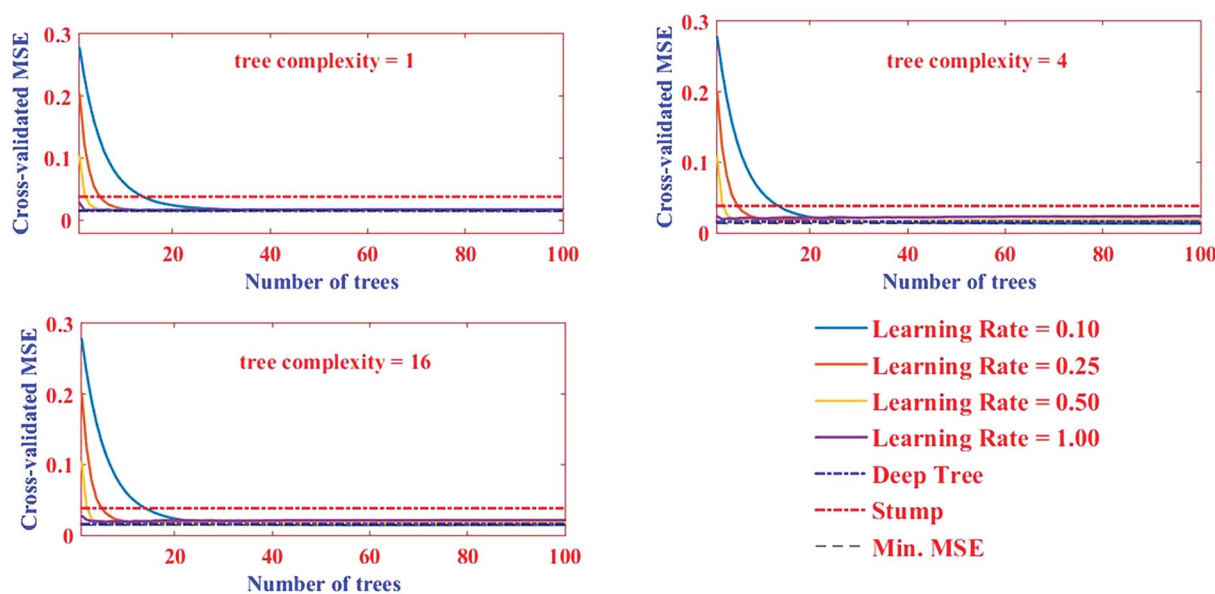 Cross-validated MSE
0.3
0.2
0.1
0
tree complexity = 1
20
40
60
80
100
Number of trees
Cross-validated MSE
0.3
0.2
0.1
0
tree complexity = 4
20
40
60
80
100
Number of trees
Cross-validated MSE
0.3
0.2
0.1
0
tree complexity = 16
20
40
60
80
100
Number of trees
Learning Rate = 0.10
Learning Rate = 0.25
Learning Rate = 0.50
Learning Rate = 1.00
Deep Tree
Stump
Min. MSE